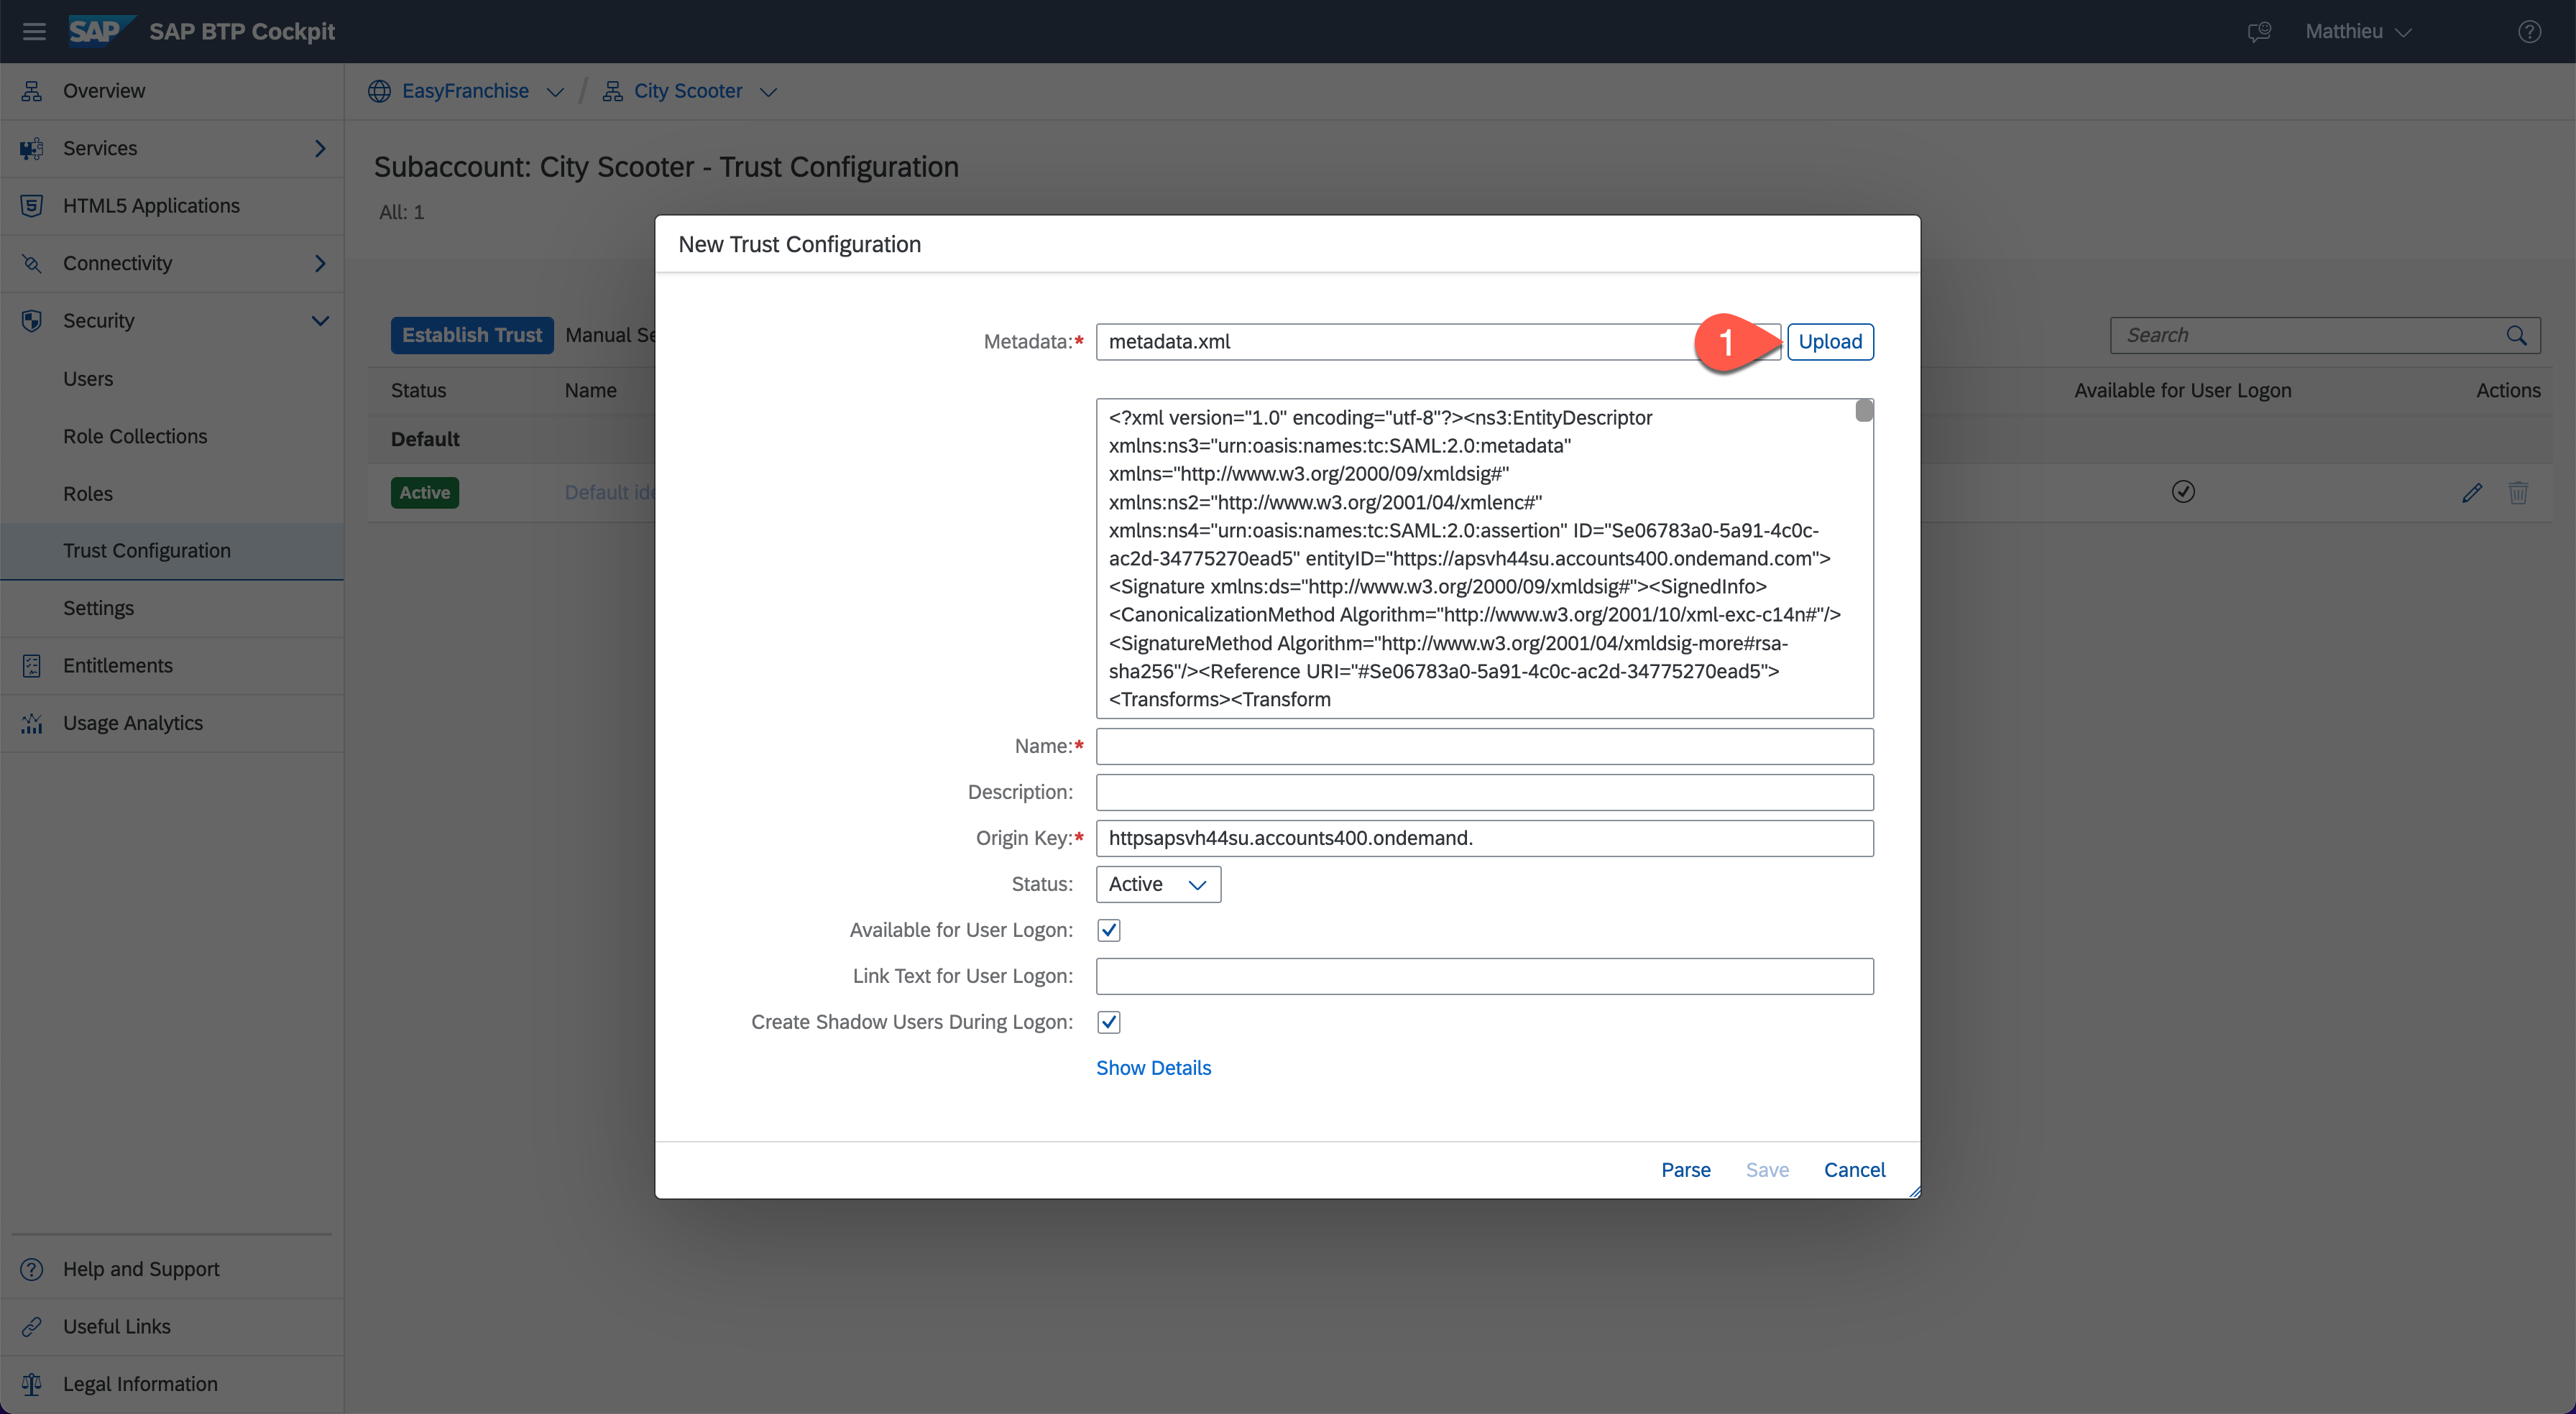 SAP SAP BTP Cockpit
Matthieu
Overview
Services
HTML5 Applications
Connectivity
Security
Users
Role Collections
Roles
Trust Configuration
Settings
Entitlements
Usage Analytics
Help and Support
Useful Links
Legal Information
EasyFranchise / City Scooter
Subaccount: City Scooter - Trust Configuration
All: 1
Establish Trust Manual Se
Search
Status Name Available for User Logon Actions
Default
Active Default ide
New Trust Configuration
Metadata:* metadata.xml 1 Upload
<?xml version="1.0" encoding="utf-8"?><ns3:EntityDescriptor
xmlns:ns3="urn:oasis:names:tc:SAML:2.0:metadata"
xmlns="http://www.w3.org/2000/09/xmldsig#"
xmlns:ns2="http://www.w3.org/2001/04/xmlenc#"
xmlns:ns4="urn:oasis:names:tc:SAML:2.0:assertion" ID="Se06783a0-5a91-4c0c-
ac2d-34775270ead5" entityID="https://apsvh44su.accounts400.ondemand.com">
<Signature xmlns:ds="http://www.w3.org/2000/09/xmldsig#"><SignedInfo>
<CanonicalizationMethod Algorithm="http://www.w3.org/2001/10/xml-exc-c14n#"/>
<SignatureMethod Algorithm="http://www.w3.org/2001/04/xmldsig-more#rsa-
sha256"/><Reference URI="#Se06783a0-5a91-4c0c-ac2d-34775270ead5">
<Transforms><Transform
Name:*
Description:
Origin Key:* httpsapsvh44su.accounts400.ondemand.
Status: Active
Available for User Logon:
Link Text for User Logon:
Create Shadow Users During Logon:
Show Details
Parse Save Cancel